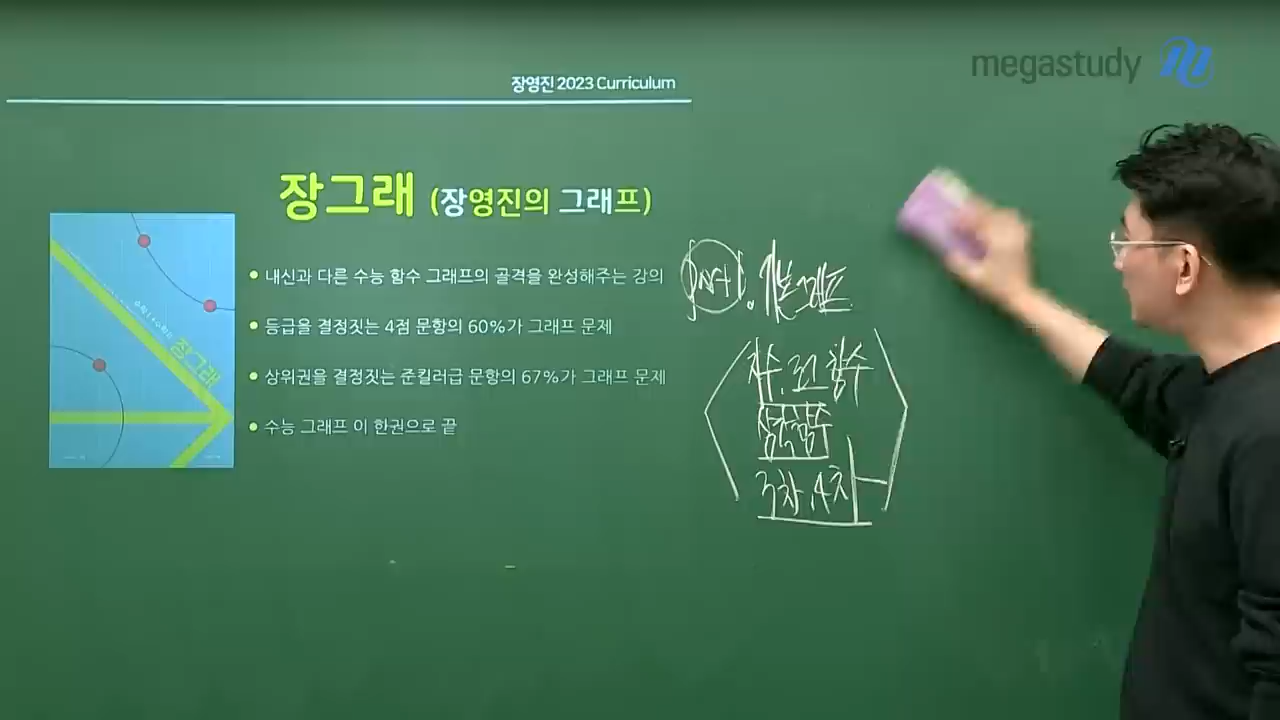 megastudy
장영진 2023 Curriculum
장그래 (장영진의 그래프)
내신과 다른 수능 함수 그래프의 골격을 완성해주는 강의
등급을 결정짓는 4점 문항의 60%가 그래프 문제
상위권을 결정짓는 준킬러급 문항의 67%가 그래프 문제
수능 그래프 이 한권으로 끝
장그래
기본 그래프
지수, 로그 함수
삼각함수
3차, 4차